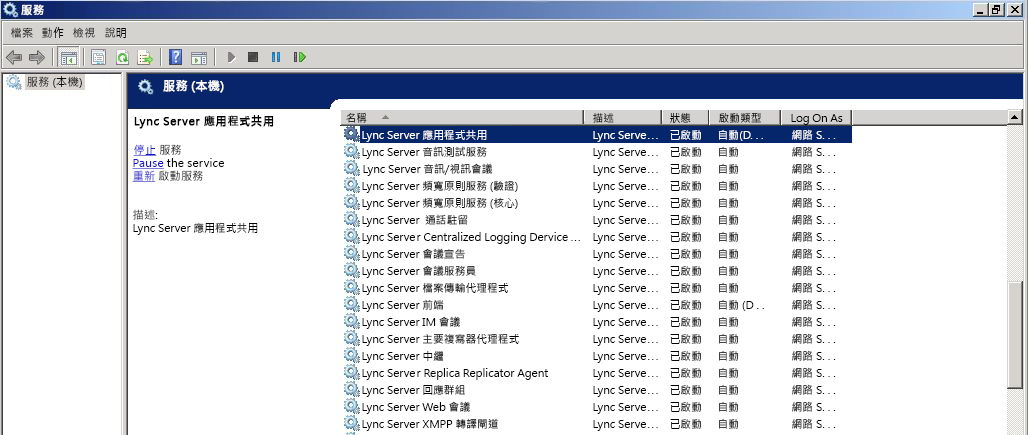 服務
檔案 動作 檢視 說明
服務 (本機)
服務 (本機)
Lync Server 應用程式共用
停止 服務
Pause the service
重新 啟動服務
描述:
Lync Server 應用程式共用
名稱 描述 狀態 啟動類型 Log On As
Lync Server 應用程式共用 Lync Serve... 已啟動 自動(D... 網路 S...
Lync Server 音訊測試服務 Lync Serve... 已啟動 自動 網路 S...
Lync Server 音訊/視訊會議 Lync Serve... 已啟動 自動 網路 S...
Lync Server 頻寬原則服務 (驗證) Lync Serve... 已啟動 自動 網路 S...
Lync Server 頻寬原則服務 (核心) Lync Serve... 已啟動 自動 網路 S...
Lync Server 通話駐留 Lync Serve... 已啟動 自動 網路 S...
Lync Server Centralized Logging Dervice ... Lync Serve... 已啟動 自動 網路 S...
Lync Server 會議宣告 Lync Serve... 已啟動 自動 網路 S...
Lync Server 會議服務員 Lync Serve... 已啟動 自動 網路 S...
Lync Server 檔案傳輸代理程式 Lync Serve... 已啟動 自動 網路 S...
Lync Server 前端 Lync Serve... 已啟動 自動 (D... 網路 S...
Lync Server IM 會議 Lync Serve... 已啟動 自動 網路 S...
Lync Server 主要複寫器代理程式 Lync Serve... 已啟動 自動 網路 S...
Lync Server 中繼 Lync Serve... 已啟動 自動 網路 S...
Lync Server Replica Replicator Agent Lync Serve... 已啟動 自動 網路 S...
Lync Server 回應群組 Lync Serve... 已啟動 自動 網路 S...
Lync Server Web 會議 Lync Serve... 已啟動 自動 網路 S...
Lync Server XMPP 轉譯閘道 Lync Serve... 已啟動 自動 網路 S...